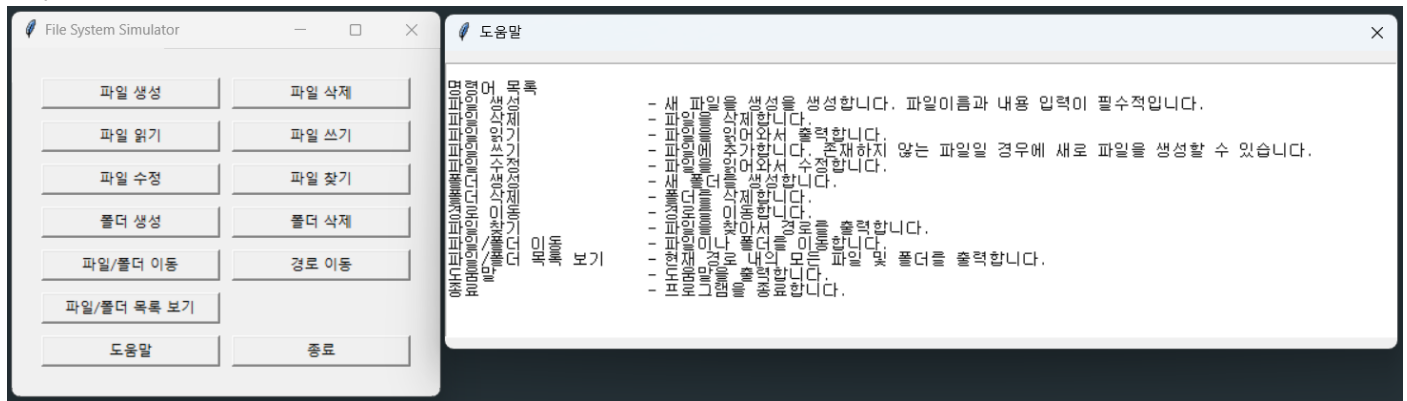 File System Simulator
파일 생성
파일 삭제
파일 읽기
파일 쓰기
파일 수정
파일 찾기
폴더 생성
폴더 삭제
파일/폴더 이동
경로 이동
파일/폴더 목록 보기
도움말
종료
도움말
명령어 목록
파일 생성 - 새 파일을 생성을 생성합니다. 파일이름과 내용 입력이 필수적입니다.
파일 삭제 - 파일을 삭제합니다.
파일 읽기 - 파일을 읽어와서 출력합니다.
파일 쓰기 - 파일에 추가합니다. 존재하지 않는 파일일 경우에 새로 파일을 생성할 수 있습니다.
파일 수정 - 파일을 읽어와서 수정합니다.
폴더 생성 - 새 폴더를 생성합니다.
폴더 삭제 - 폴더를 삭제합니다.
경로 이동 - 경로를 이동합니다.
파일 찾기 - 파일을 찾아서 경로를 출력합니다.
파일/폴더 이동 - 파일이나 폴더를 이동합니다.
파일/폴더 목록 보기 - 현재 경로 내의 모든 파일 및 폴더를 출력합니다.
도움말 - 도움말을 출력합니다.
종료 - 프로그램을 종료합니다.